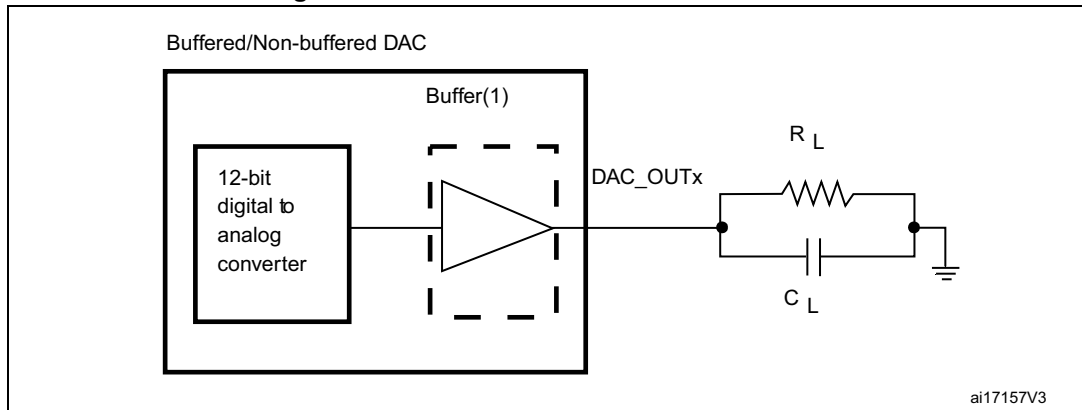 Buffered/Non-buffered DAC
Buffer(1)
12-bit
digital to
analog
converter
DAC_OUTx
R L
C L
ai17157V3